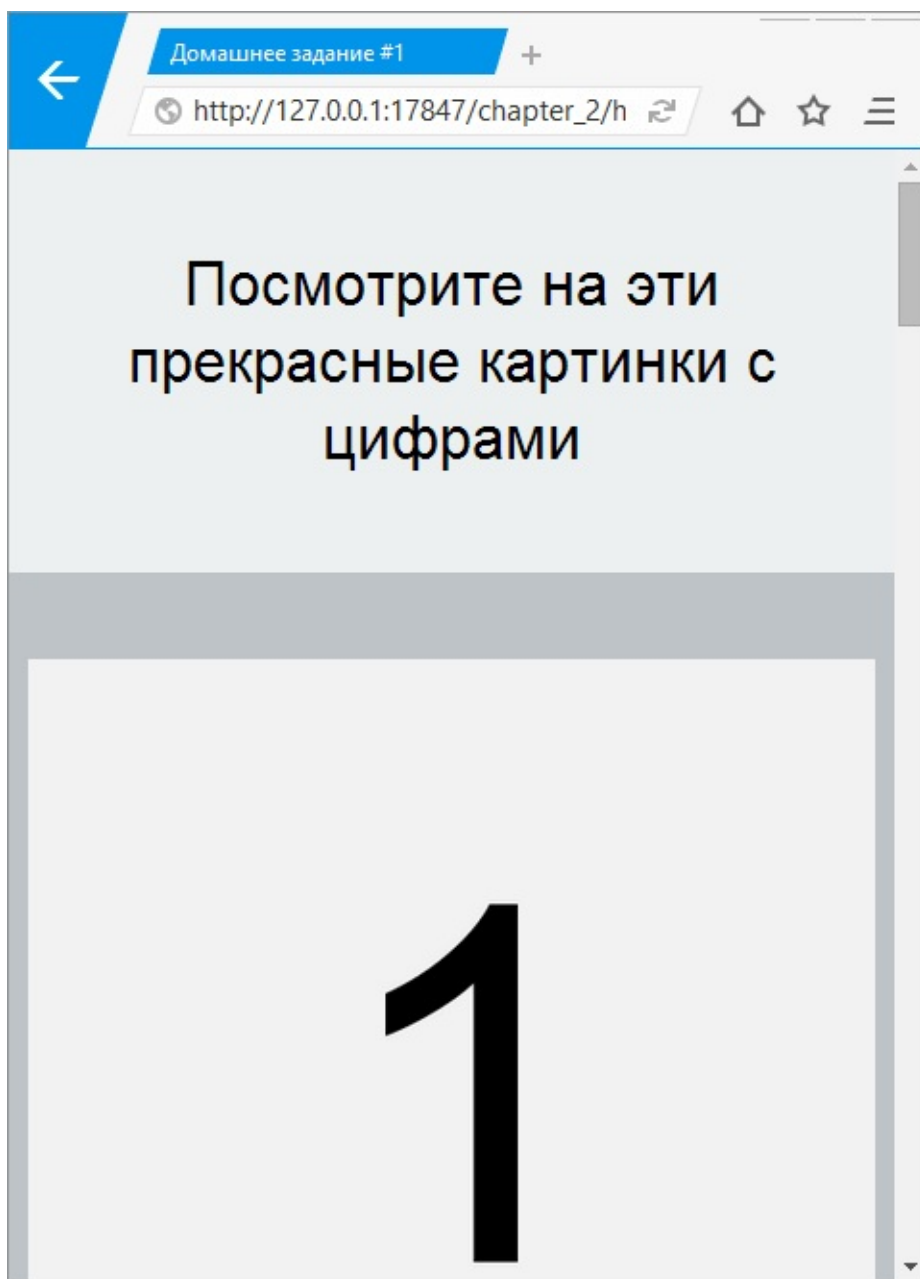 Домашнее задание #1
http://127.0.0.1:17847/chapter_2/h
Посмотрите на эти
прекрасные картинки с
цифрами
1